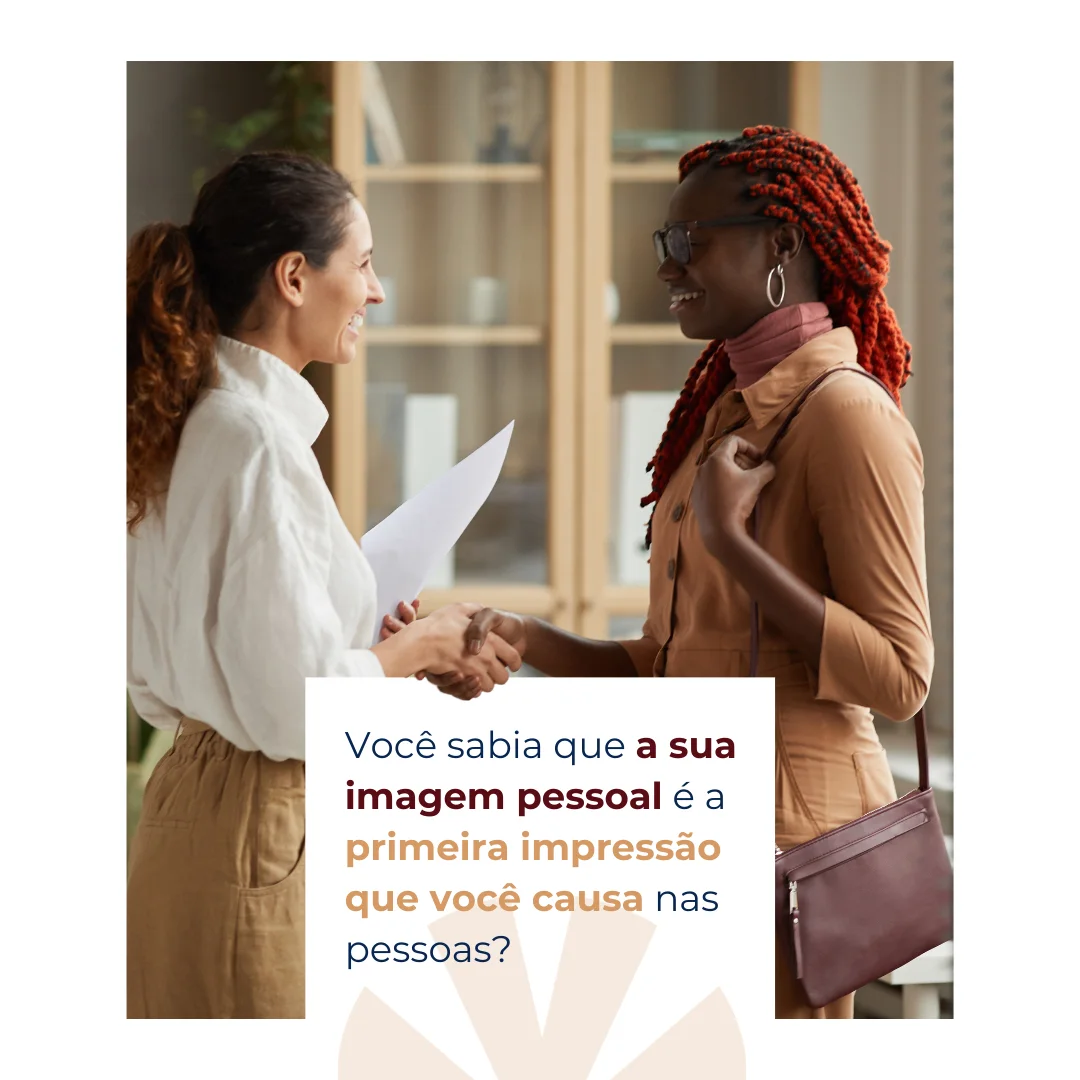 Você sabia que a sua
imagem pessoal é a
primeira impressão
que você causa nas
pessoas?